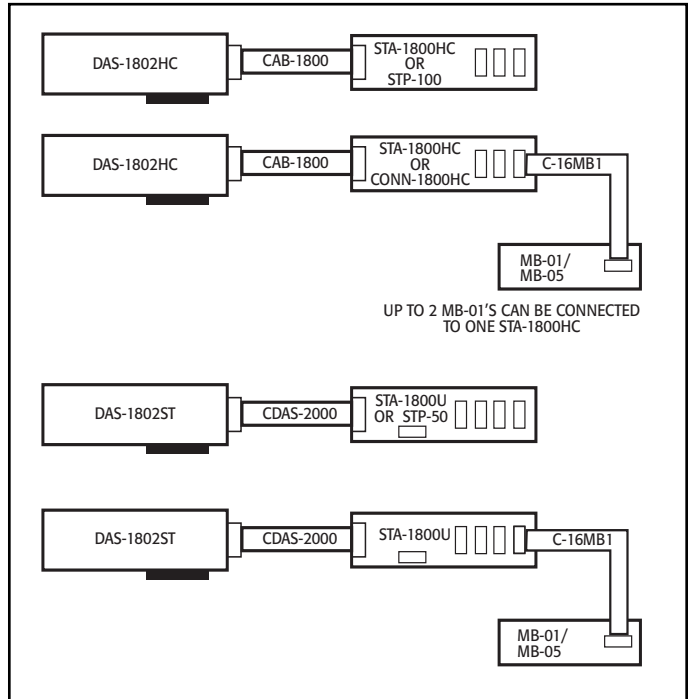 DAS-1802HC
CAB-1800
STA-1800HC
OR
STP-100
DAS-1802HC
CAB-1800
STA-1800HC
OR
CONN-1800HC
C-16MB1
MB-01/
MB-05
UP TO 2 MB-01'S CAN BE CONNECTED
TO ONE STA-1800HC
DAS-1802ST
CDAS-2000
STA-1800U
OR STP-50
DAS-1802ST
CDAS-2000
STA-1800U
C-16MB1
MB-01/
MB-05